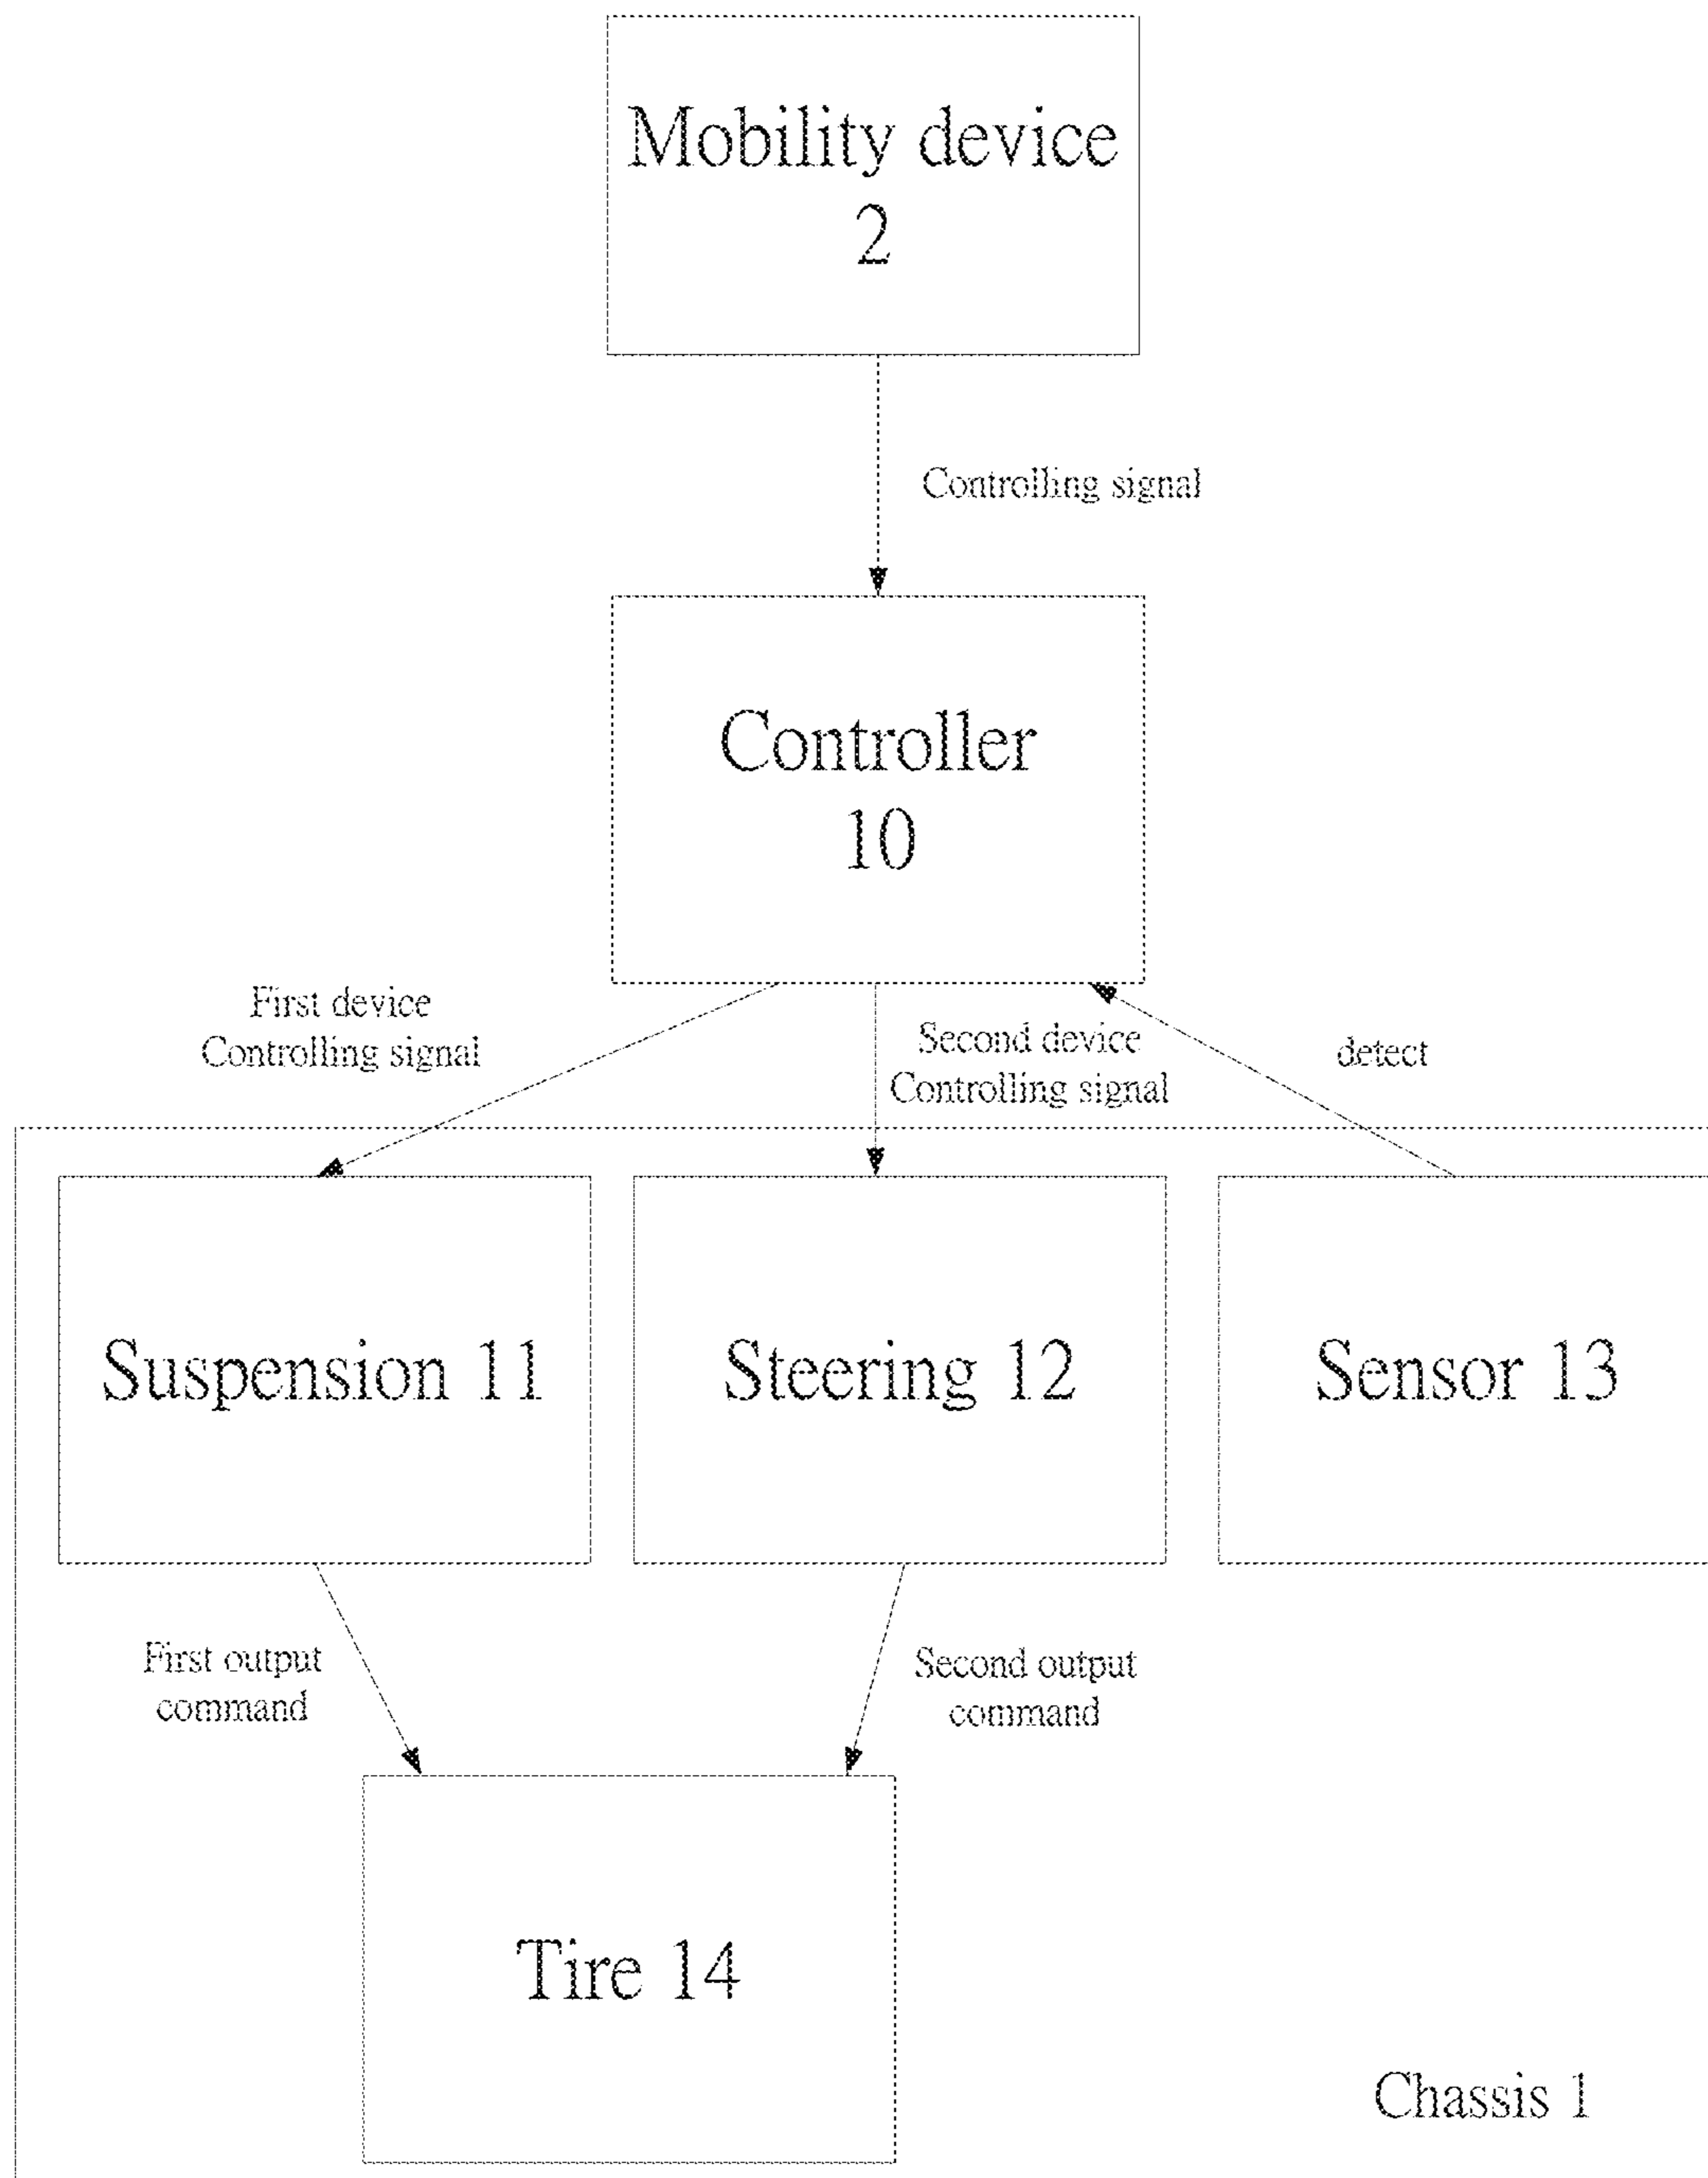 Mobility device
2
Controlling signal
Controller
10
First device
Controlling signal
Second device
Controlling signal
detect
Suspension 11
Steering 12
Sensor 13
First output
command
Second output
command
Tire 14
Chassis 1